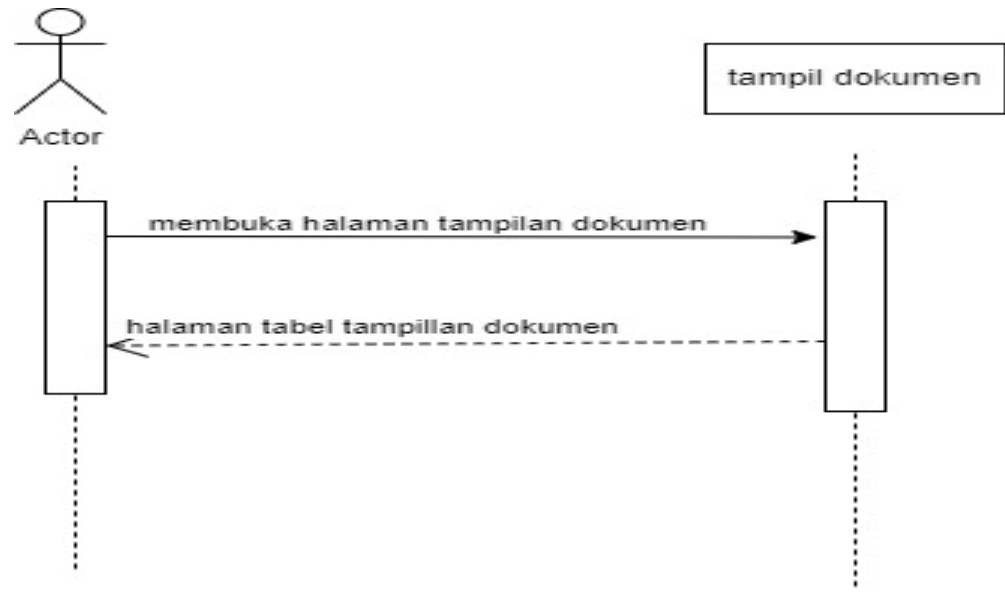 Actor
tampil dokumen
membuka halaman tampilan dokumen
halaman tabel tampillan dokumen